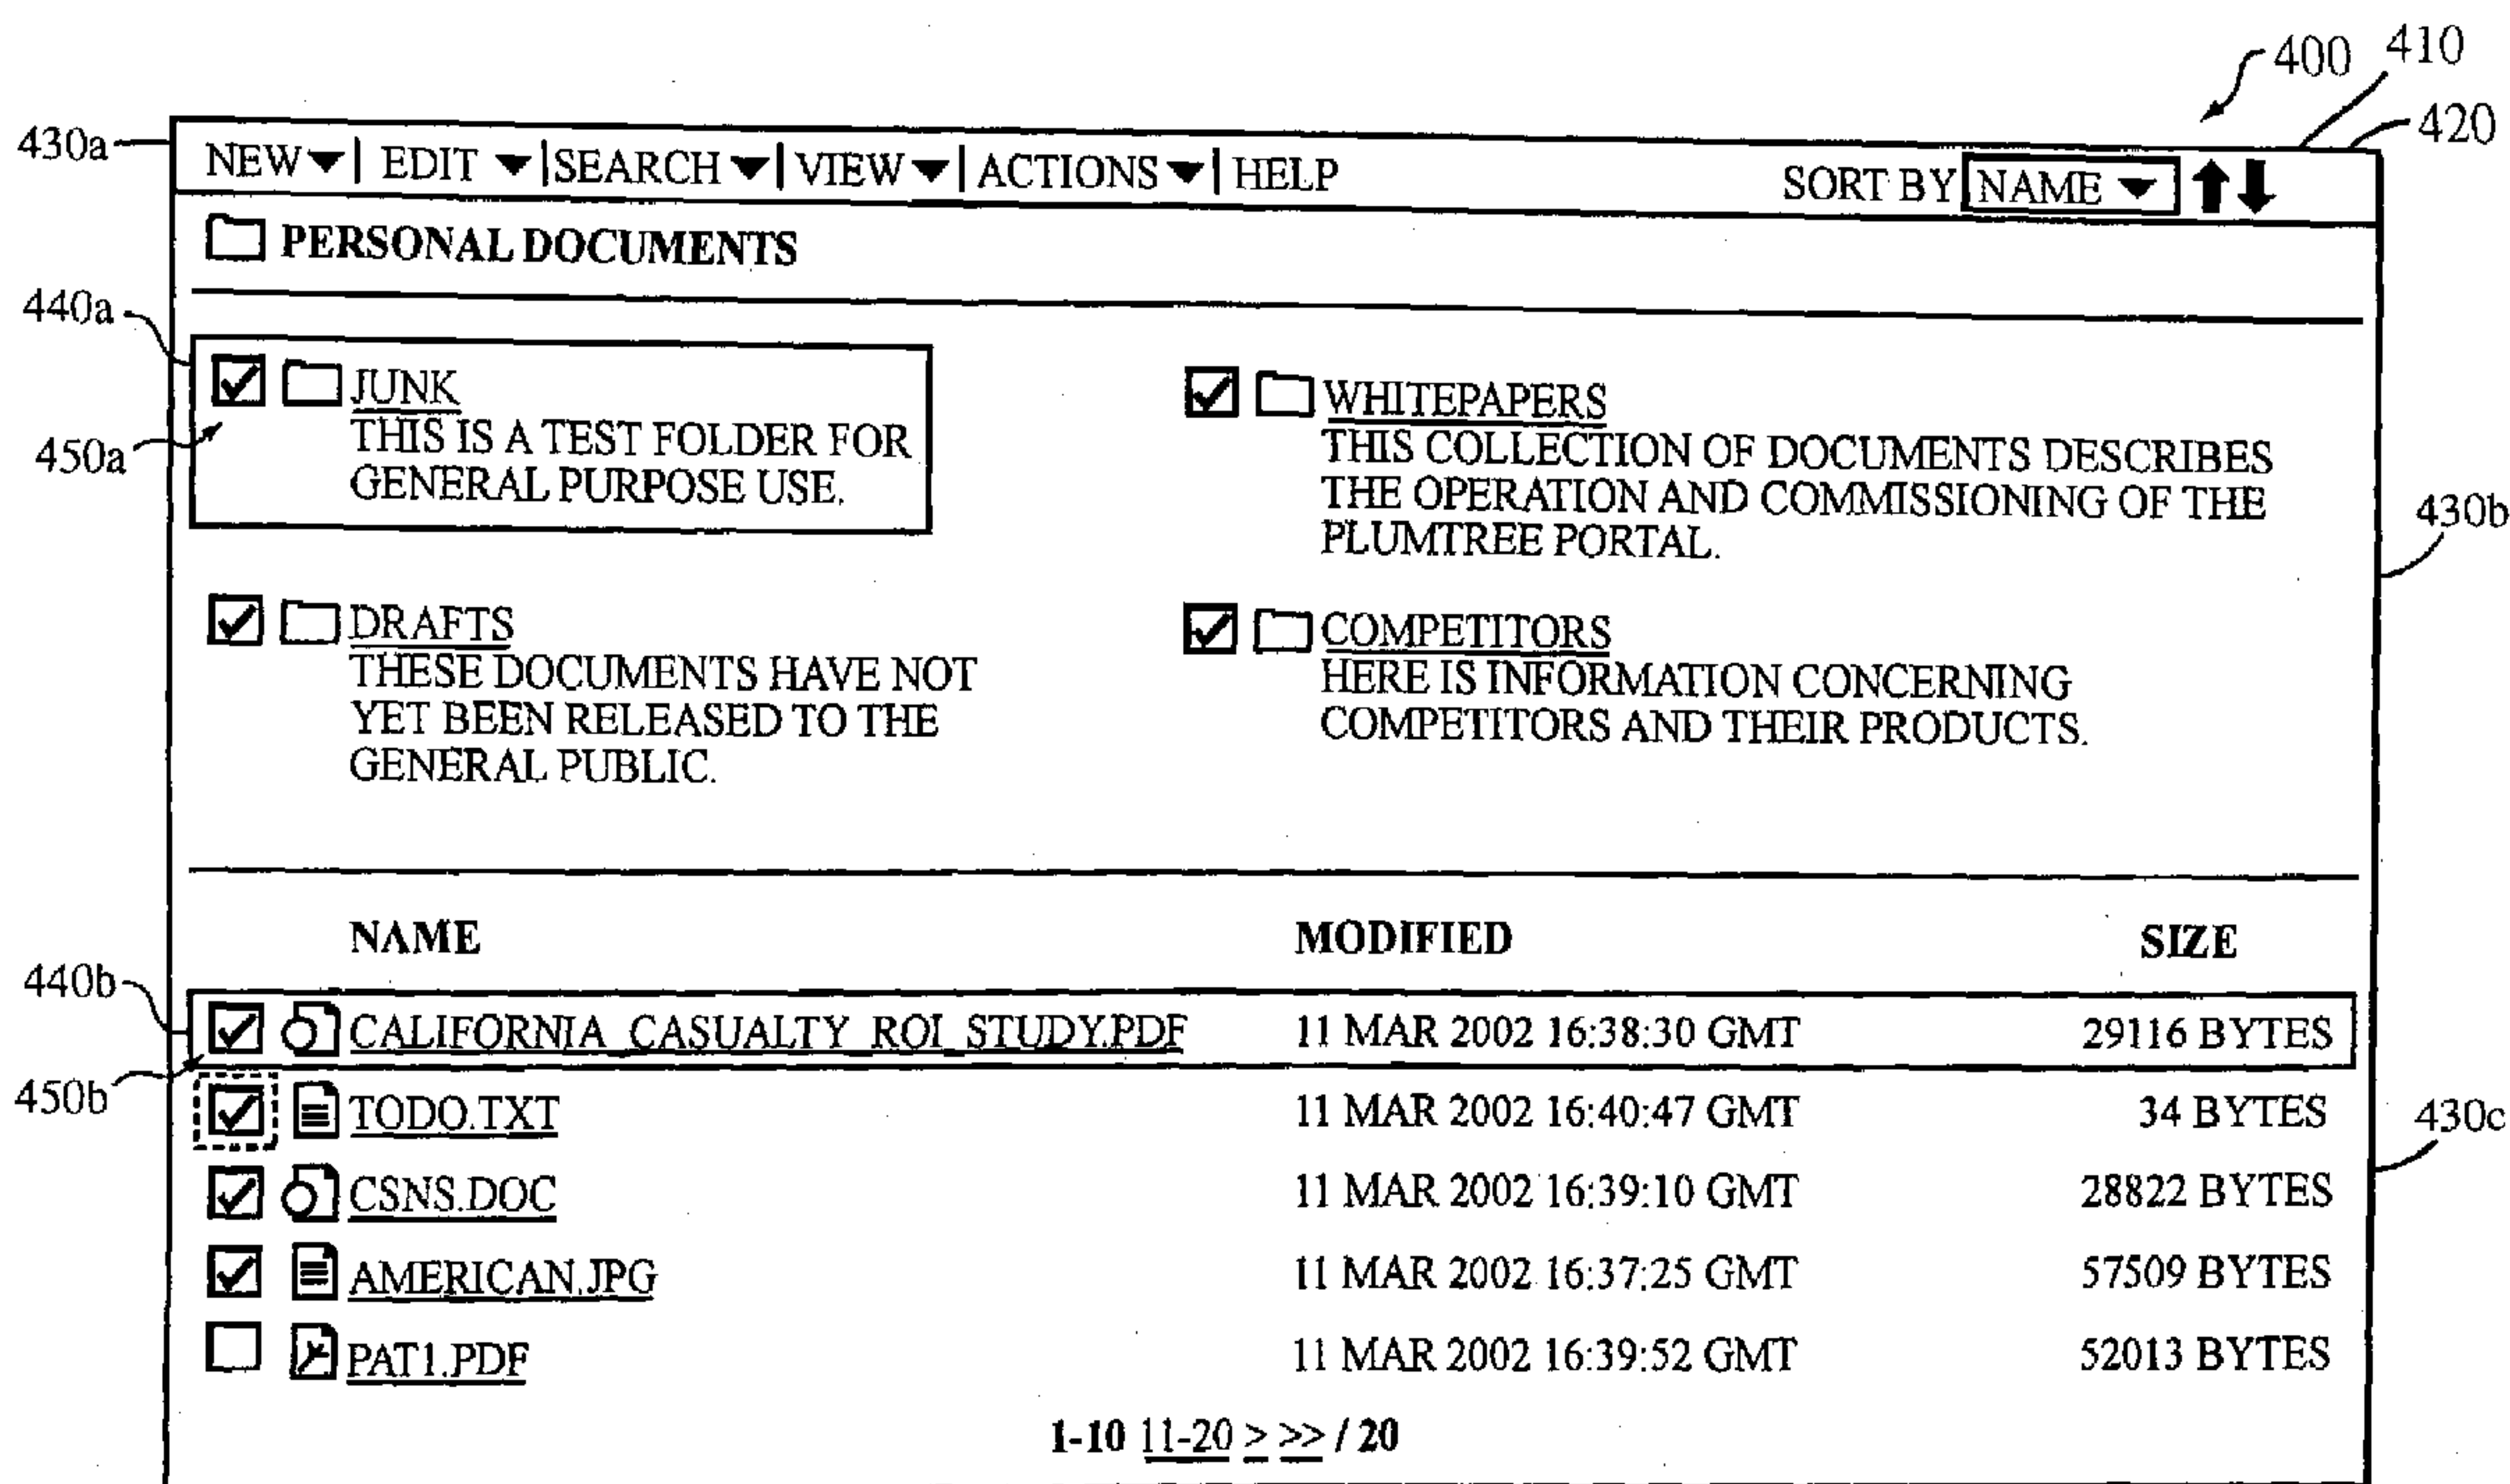 400 410
420
430a
NEW▼| EDIT ▼|SEARCH▼| VIEW▼| ACTIONS▼| HELP SORT BY NAME ▼
PERSONAL DOCUMENTS
440a
JUNK
THIS IS A TEST FOLDER FOR
GENERAL PURPOSE USE.
450a
WHITEPAPERS
THIS COLLECTION OF DOCUMENTS DESCRIBES
THE OPERATION AND COMMISSIONING OF THE
PLUMTREE PORTAL.
430b
DRAFTS
THESE DOCUMENTS HAVE NOT
YET BEEN RELEASED TO THE
GENERAL PUBLIC.
COMPETITORS
HERE IS INFORMATION CONCERNING
COMPETITORS AND THEIR PRODUCTS.
NAME MODIFIED SIZE
440b
CALIFORNIA_CASUALTY_ROI_STUDY.PDF 11 MAR 2002 16:38:30 GMT 29116 BYTES
450b
TODO.TXT 11 MAR 2002 16:40:47 GMT 34 BYTES
430c
CSNS.DOC 11 MAR 2002 16:39:10 GMT 28822 BYTES
AMERICAN.JPG 11 MAR 2002 16:37:25 GMT 57509 BYTES
PAT1.PDF 11 MAR 2002 16:39:52 GMT 52013 BYTES
1-10 11-20 > >> / 20